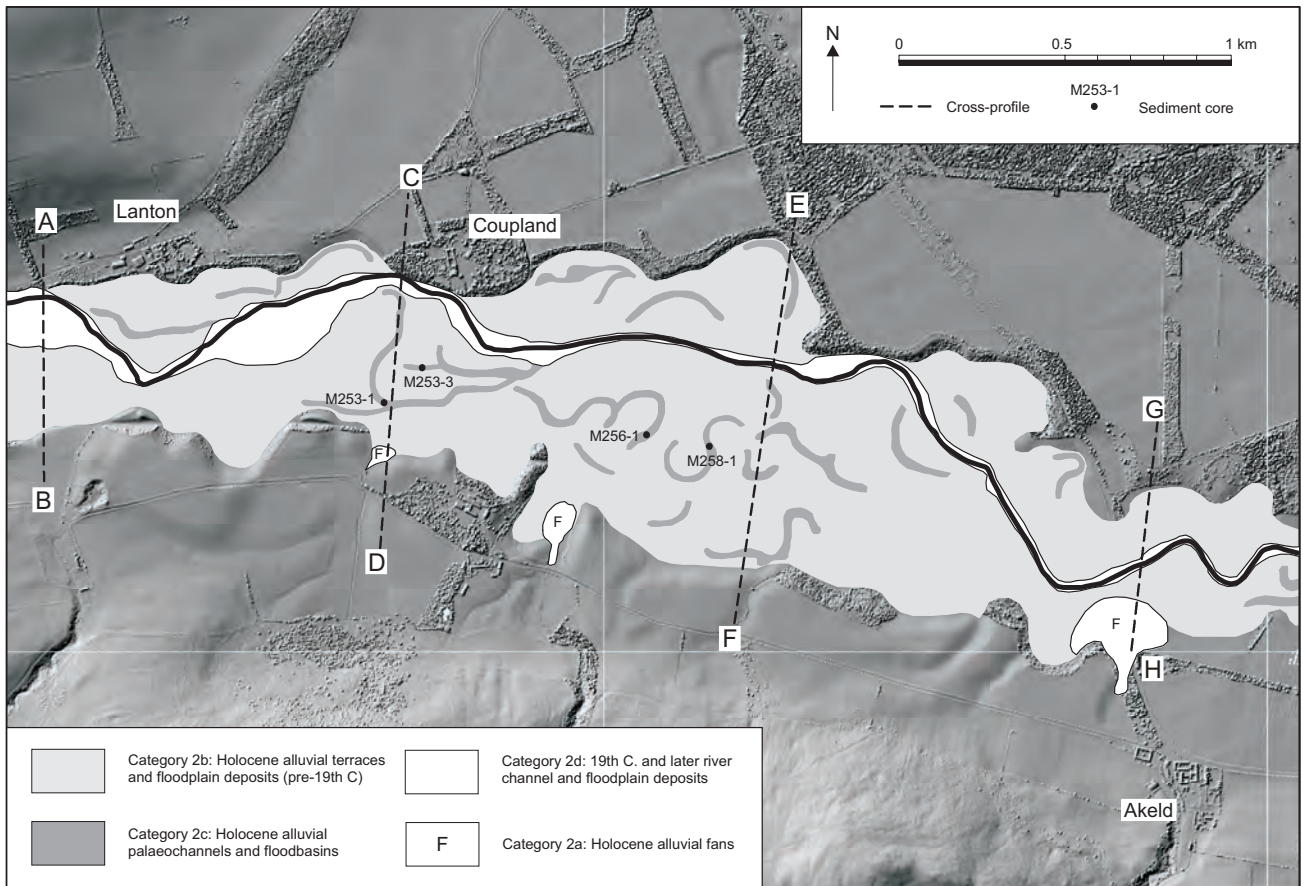 N
0 0.5 1 km
M253-1
Cross-profile Sediment core
A
Lanton
C
Coupland
E
M253-3
M253-1
M256-1
M258-1
G
B
F
D
F
F
F
H
Akeld
Category 2b: Holocene alluvial terraces
and floodplain deposits (pre-19th C)
Category 2d: 19th C. and later river
channel and floodplain deposits
Category 2c: Holocene alluvial
palaeochannels and floodbasins
F
Category 2a: Holocene alluvial fans